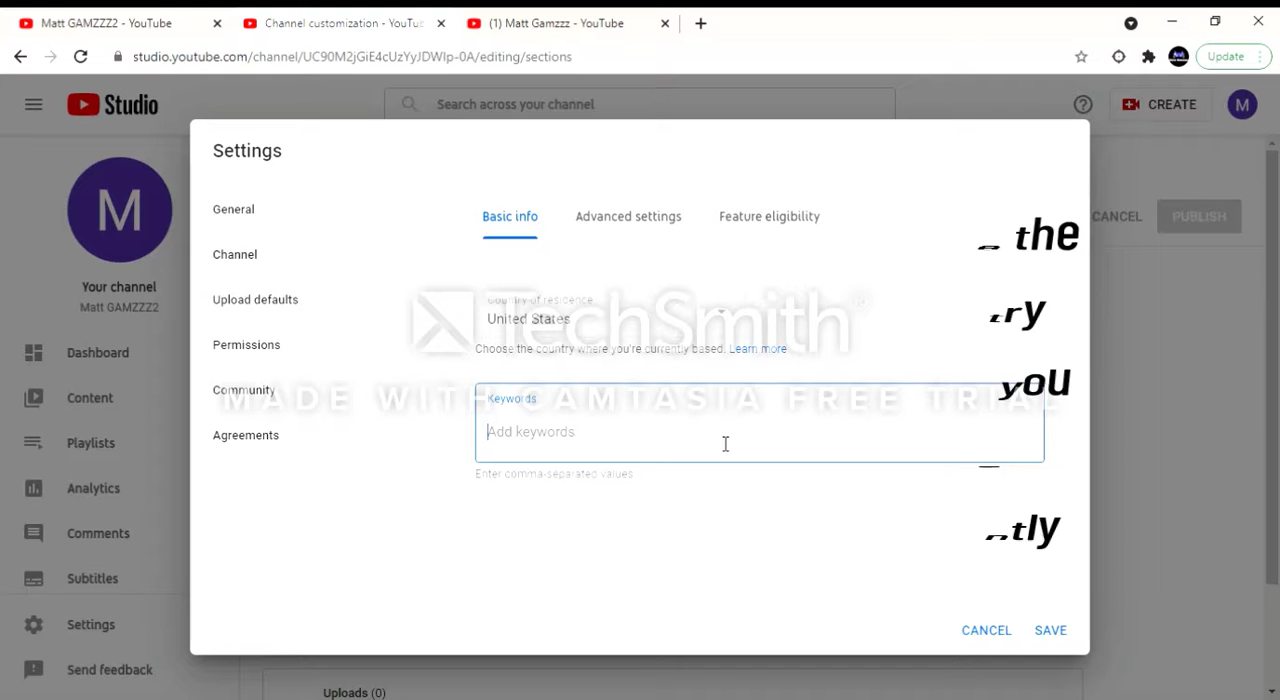 Matt GAMZZZ2 - YouTube
Channel customization - YouTu
(1) Matt Gamzzz - YouTube
studio.youtube.com/channel/UC90M2jGiE4cUzYyJDWIp-0A/editing/sections
Update
Studio
Search across your channel
CREATE
M
M
Your channel
Matt GAMZZZ2
Dashboard
Content
Playlists
Analytics
Comments
Subtitles
Settings
Send feedback
CANCEL
PUBLISH
Settings
General
Channel
Upload defaults
Permissions
Community
Agreements
Basic info
Advanced settings
Feature eligibility
Country of residence
United States
Choose the country where you're currently based. Learn more
Keywords
Add keywords
Enter comma-separated values
TechSmith
MADE WITH CAMTASIA FREE TRIAL
the
you
CANCEL
SAVE
Uploads (0)